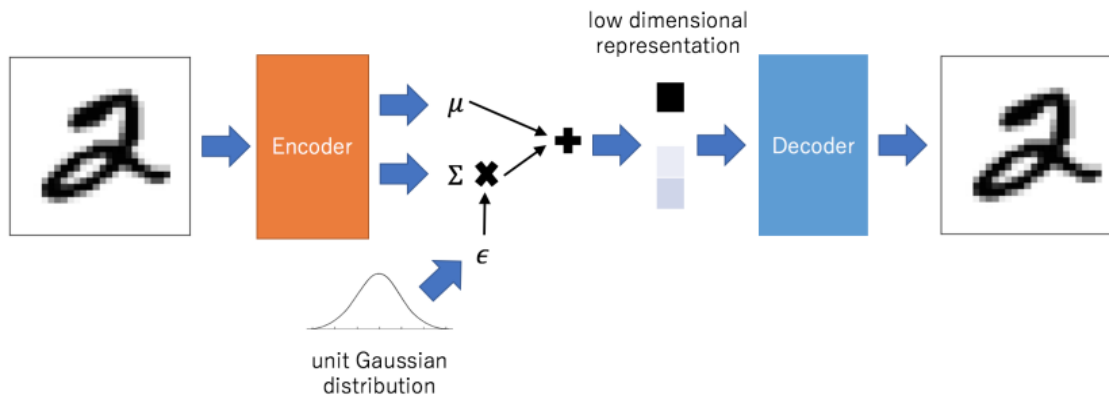 low dimensional
representation
Encoder
μ
Σ
ϵ
Decoder
unit Gaussian
distribution